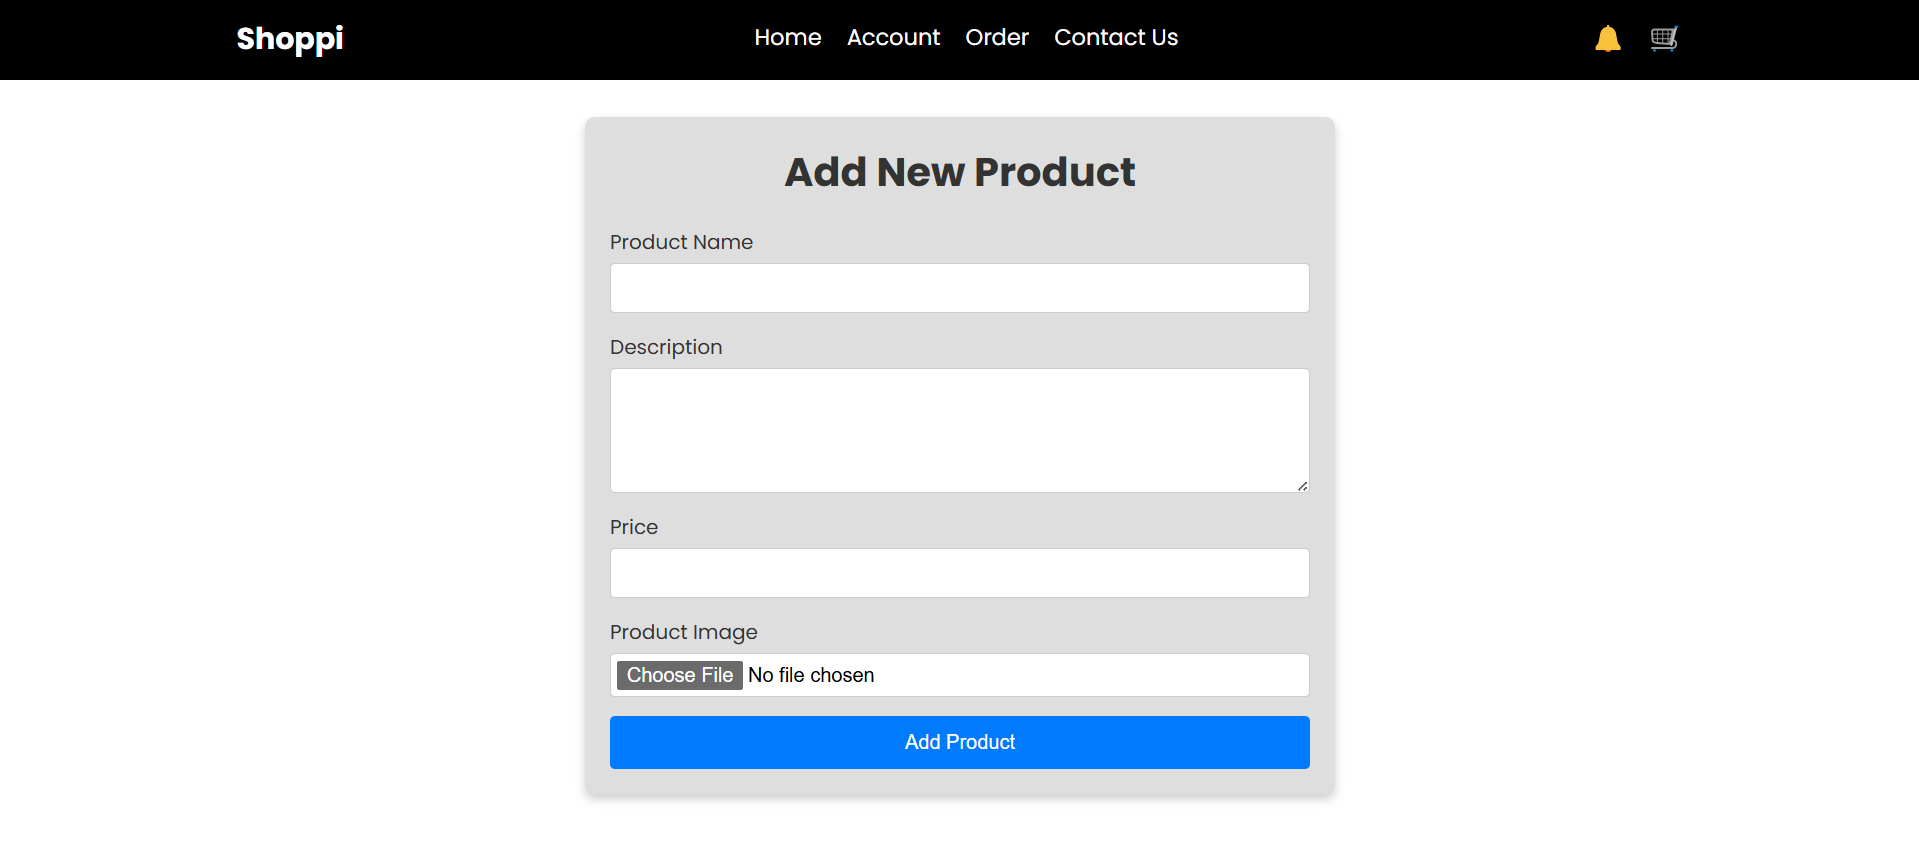 Shoppi Home Account Order Contact Us
Add New Product
Product Name
Description
Price
Product Image
Choose File No file chosen
Add Product